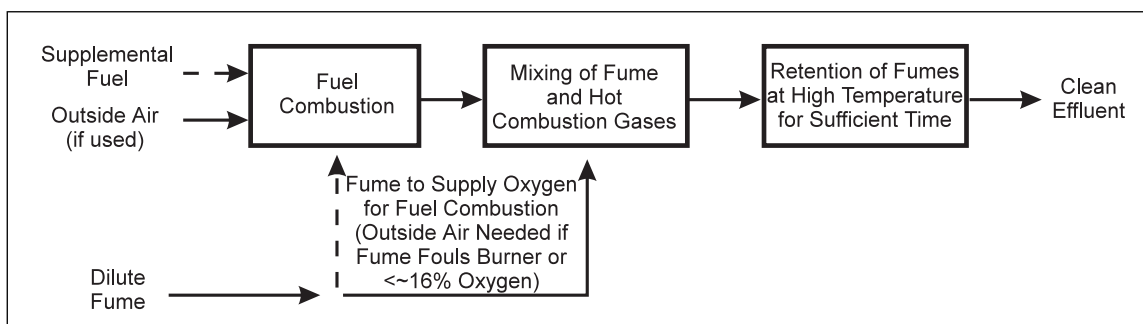 Supplemental
Fuel
Outside Air
(if used)
Fuel
Combustion
Mixing of Fume
and Hot
Combustion Gases
Retention of Fumes
at High Temperature
for Sufficient Time
Clean
Effluent
Fume to Supply Oxygen
for Fuel Combustion
(Outside Air Needed if
Fume Fouls Burner or
<~16% Oxygen)
Dilute
Fume